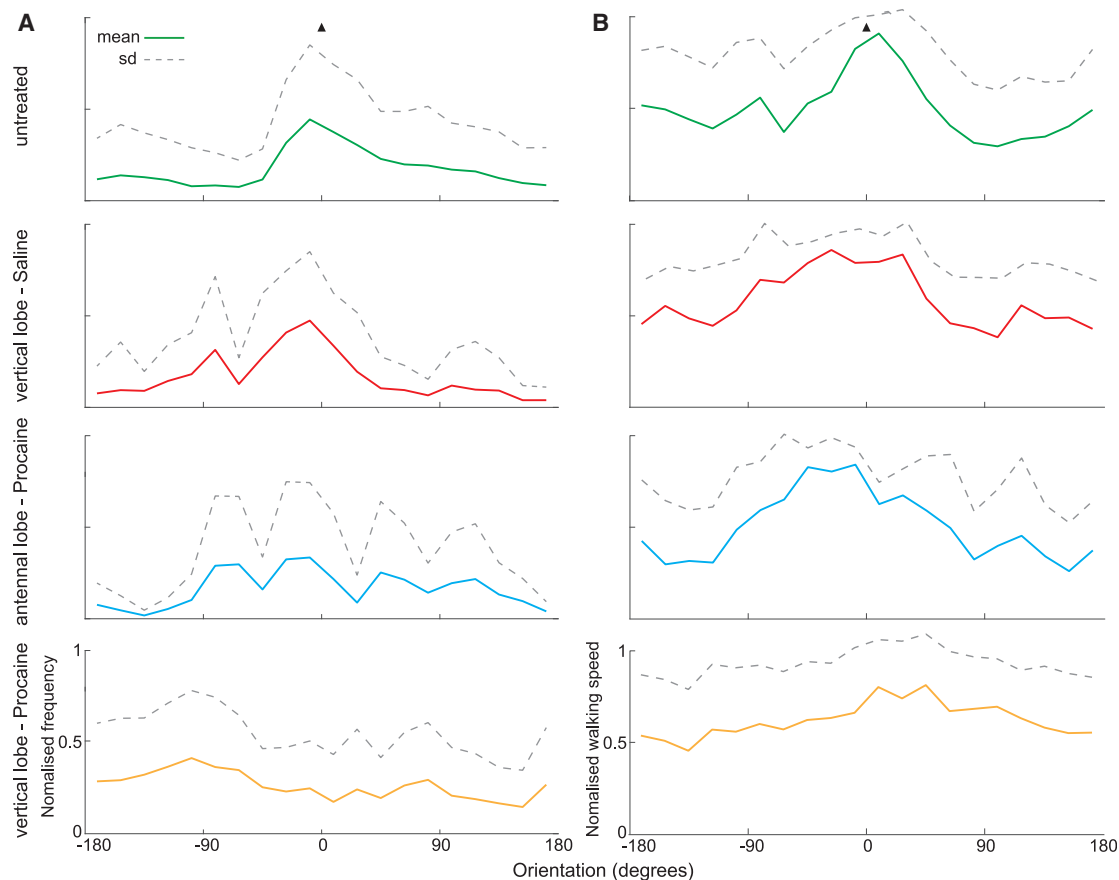 A
B
mean
sd
untreated
vertical lobe - Saline
antennal lobe - Procaine
vertical lobe - Procaine
Nomalised frequency
1
0.5
0
Nomalised walking speed
1
0.5
0
-180
-90
0
90
180
-180
-90
0
90
180
Orientation (degrees)